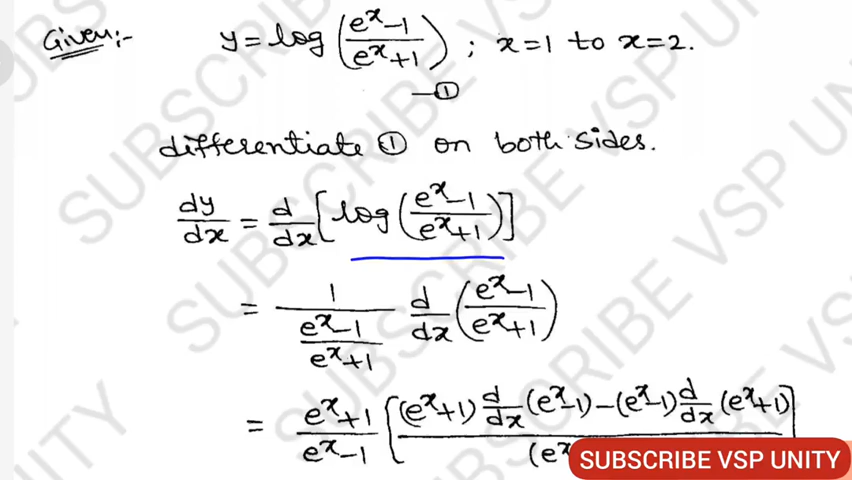 Given:- y = log((e^x-1)/(e^x+1)) ; x=1 to x=2.
—①
differentiate ① on both sides.
dy/dx = d/dx [log((e^x-1)/(e^x+1))]
= 1/((e^x-1)/(e^x+1)) d/dx ((e^x-1)/(e^x+1))
= (e^x+1)/(e^x-1) [((e^x+1) d/dx (e^x-1) - (e^x-1) d/dx (e^x+1))/(e^x
SUBSCRIBE VSP UNITY